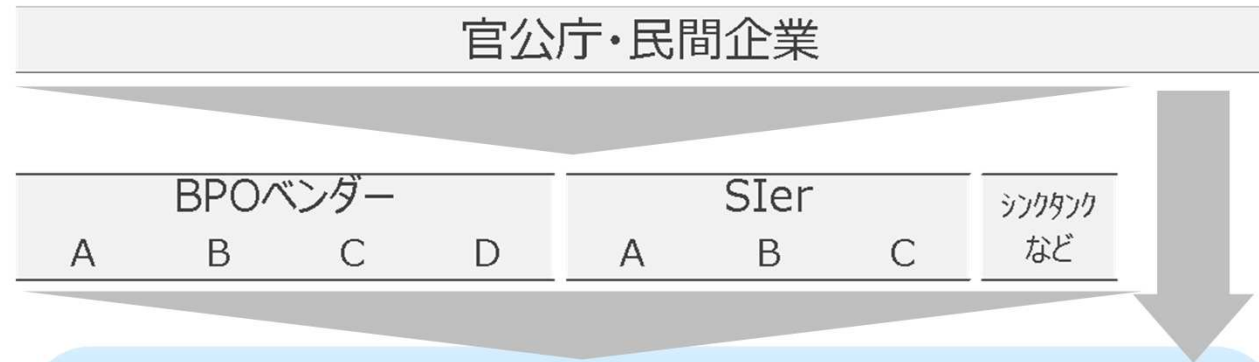 官公庁・民間企業
BPOベンダー
A B C D
SIer
A B C
シンクタンク
など